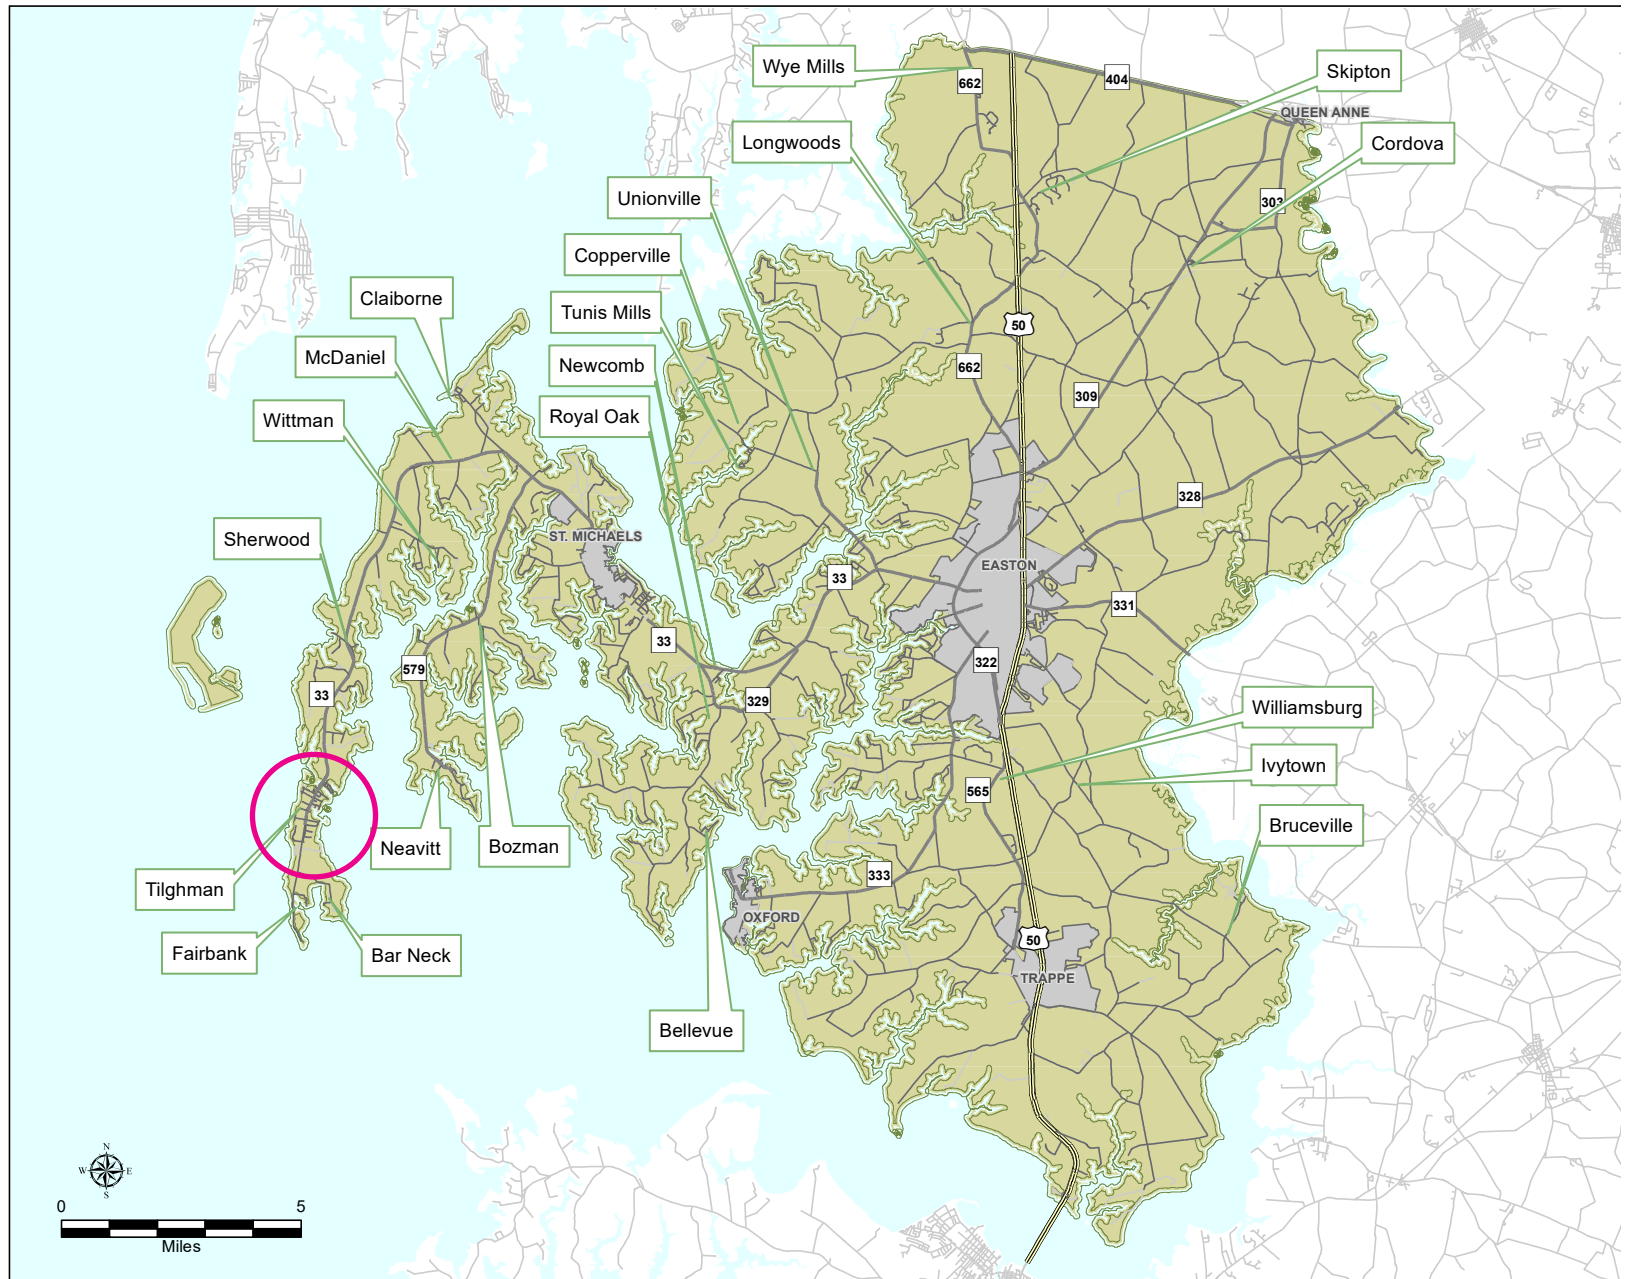 Wye Mills
662
404
Skipton
QUEEN ANNE
Longwoods
Cordova
Unionville
303
Copperville
Claiborne
Tunis Mills
50
McDaniel
Newcomb
662
309
Wittman
Royal Oak
328
Sherwood
ST. MICHAELS
EASTON
33
331
33
322
579
33
329
Williamsburg
Ivytown
565
Bruceville
Neavitt
Bozman
Tilghman
333
OXFORD
Fairbank
Bar Neck
50
TRAPPE
Bellevue
N
W E
S
0 5
Miles